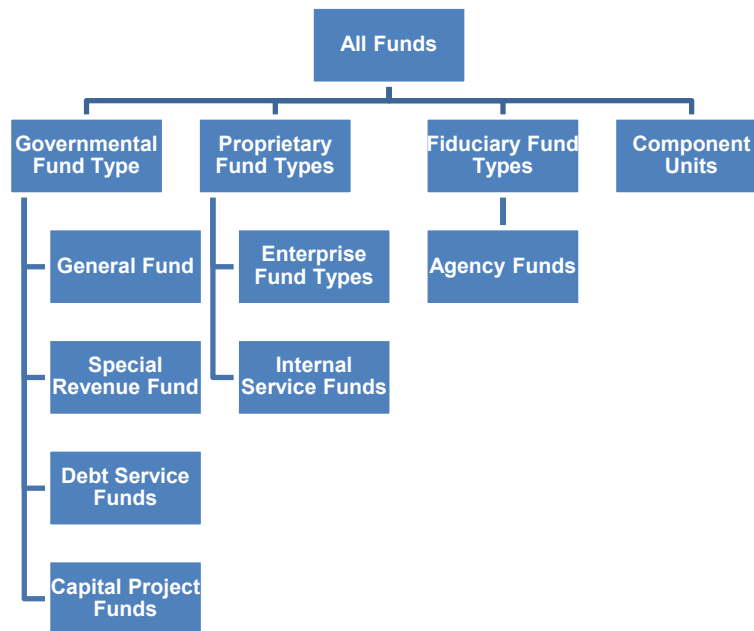 All Funds
Governmental
Fund Type
Proprietary
Fund Types
Fiduciary Fund
Types
Component
Units
General Fund
Enterprise
Fund Types
Agency Funds
Special
Revenue Fund
Internal
Service Funds
Debt Service
Funds
Capital Project
Funds